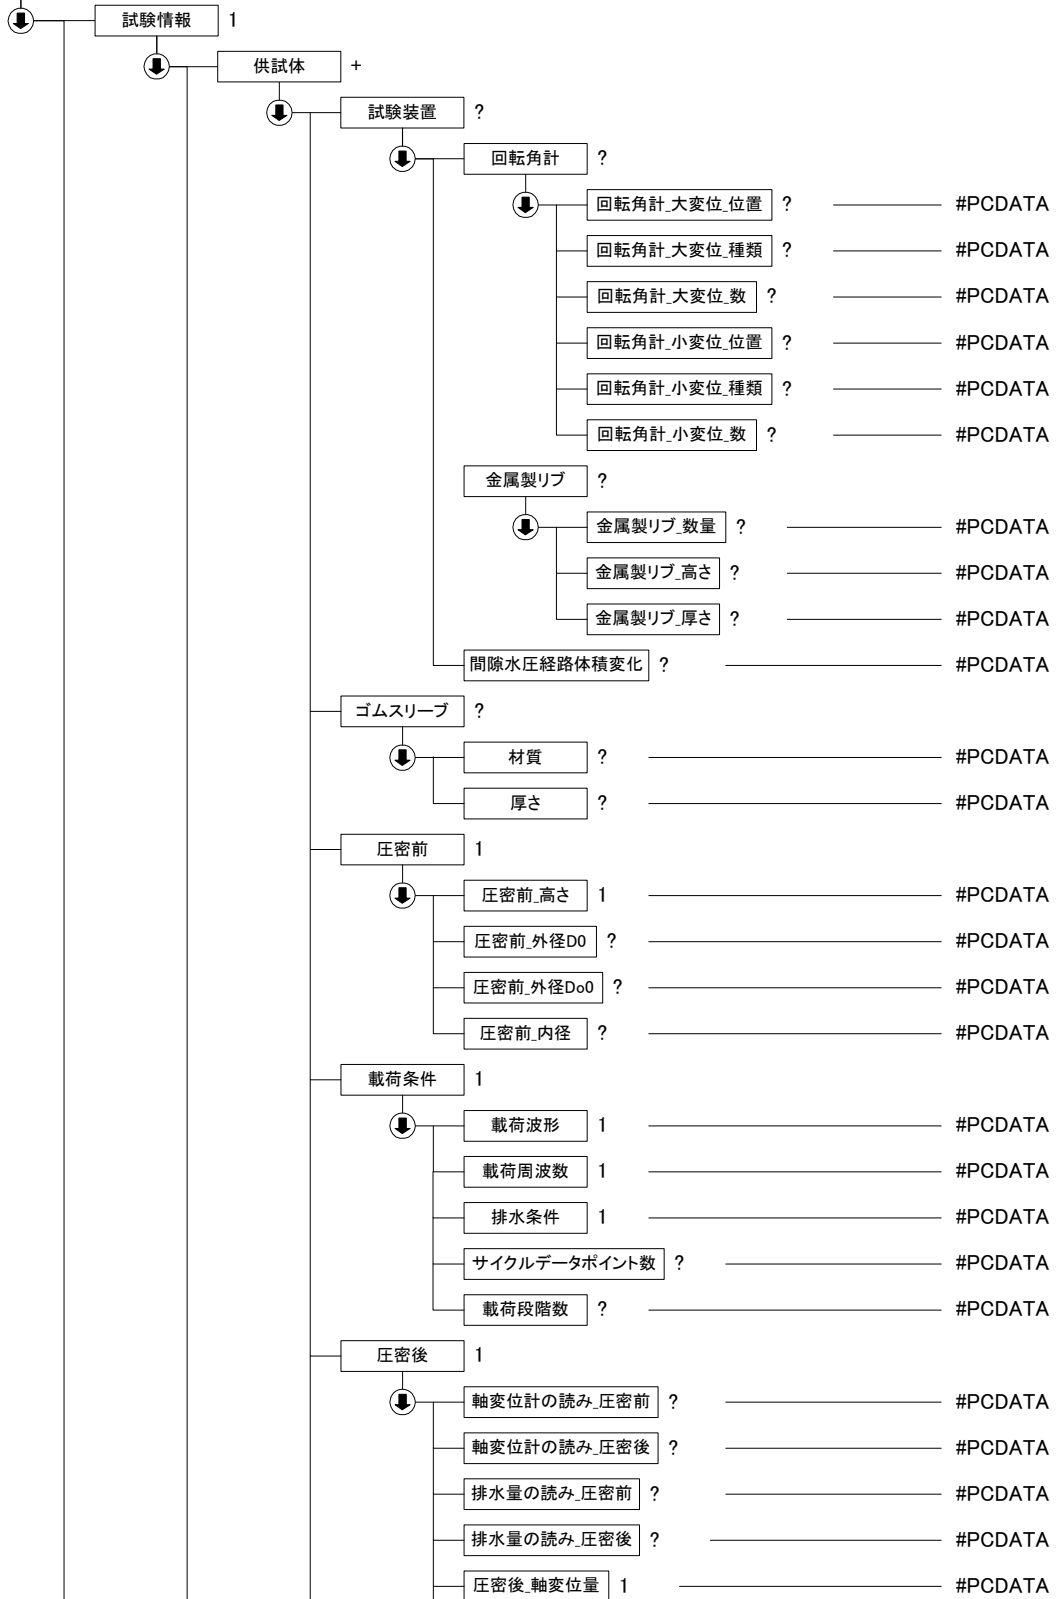 試験情報 1
供試体 +
試験装置 ?
回転角計 ?
回転角計_大変位_位置 ? #PCDATA
回転角計_大変位_種類 ? #PCDATA
回転角計_大変位_数 ? #PCDATA
回転角計_小変位_位置 ? #PCDATA
回転角計_小変位_種類 ? #PCDATA
回転角計_小変位_数 ? #PCDATA
金属製リブ ?
金属製リブ_数量 ? #PCDATA
金属製リブ_高さ ? #PCDATA
金属製リブ_厚さ ? #PCDATA
間隙水圧経路体積変化 ? #PCDATA
ゴムスリーブ ?
材質 ? #PCDATA
厚さ ? #PCDATA
圧密前 1
圧密前_高さ 1 #PCDATA
圧密前_外径D0 ? #PCDATA
圧密前_外径Do0 ? #PCDATA
圧密前_内径 ? #PCDATA
載荷条件 1
載荷波形 1 #PCDATA
載荷周波数 1 #PCDATA
排水条件 1 #PCDATA
サイクルデータポイント数 ? #PCDATA
載荷段階数 ? #PCDATA
圧密後 1
軸変位計の読み_圧密前 ? #PCDATA
軸変位計の読み_圧密後 ? #PCDATA
排水量の読み_圧密前 ? #PCDATA
排水量の読み_圧密後 ? #PCDATA
圧密後_軸変位量 1 #PCDATA